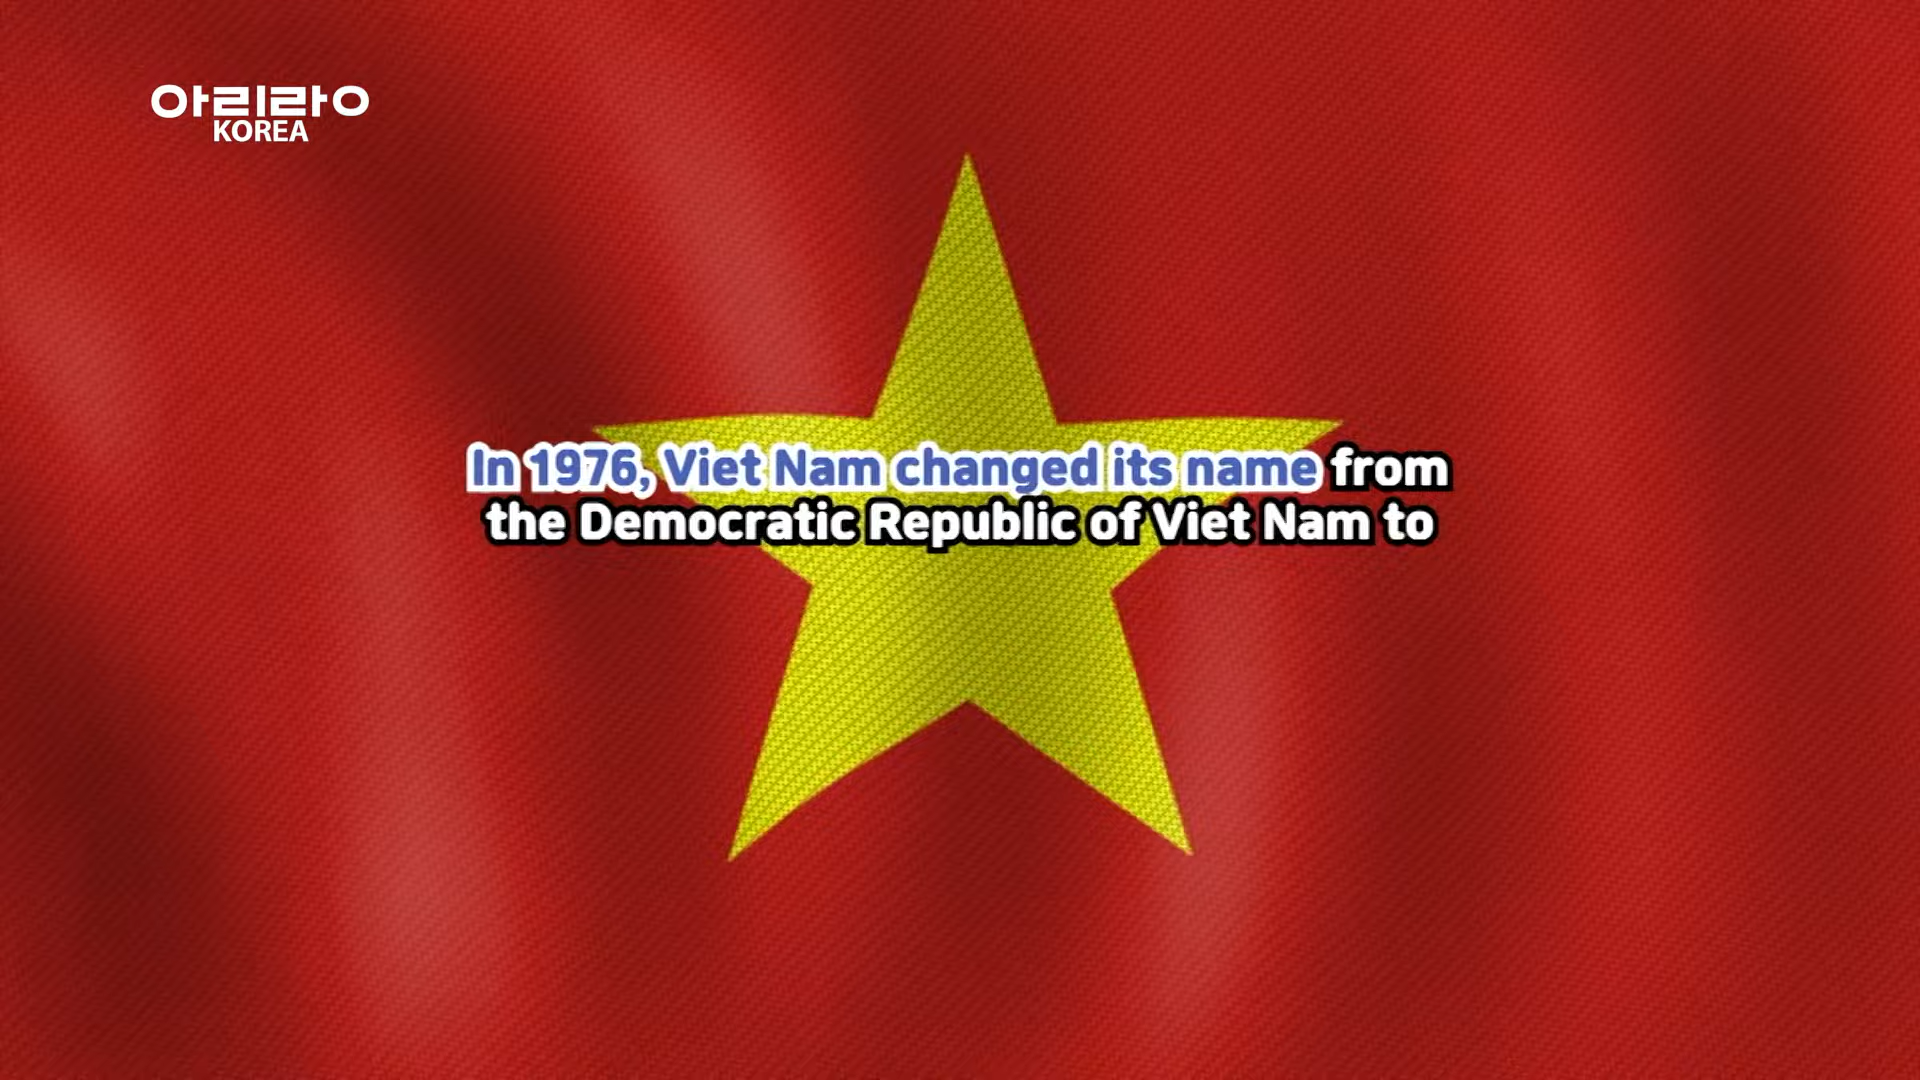 아리랑
KOREA
In 1976, Viet Nam changed its name from
the Democratic Republic of Viet Nam to